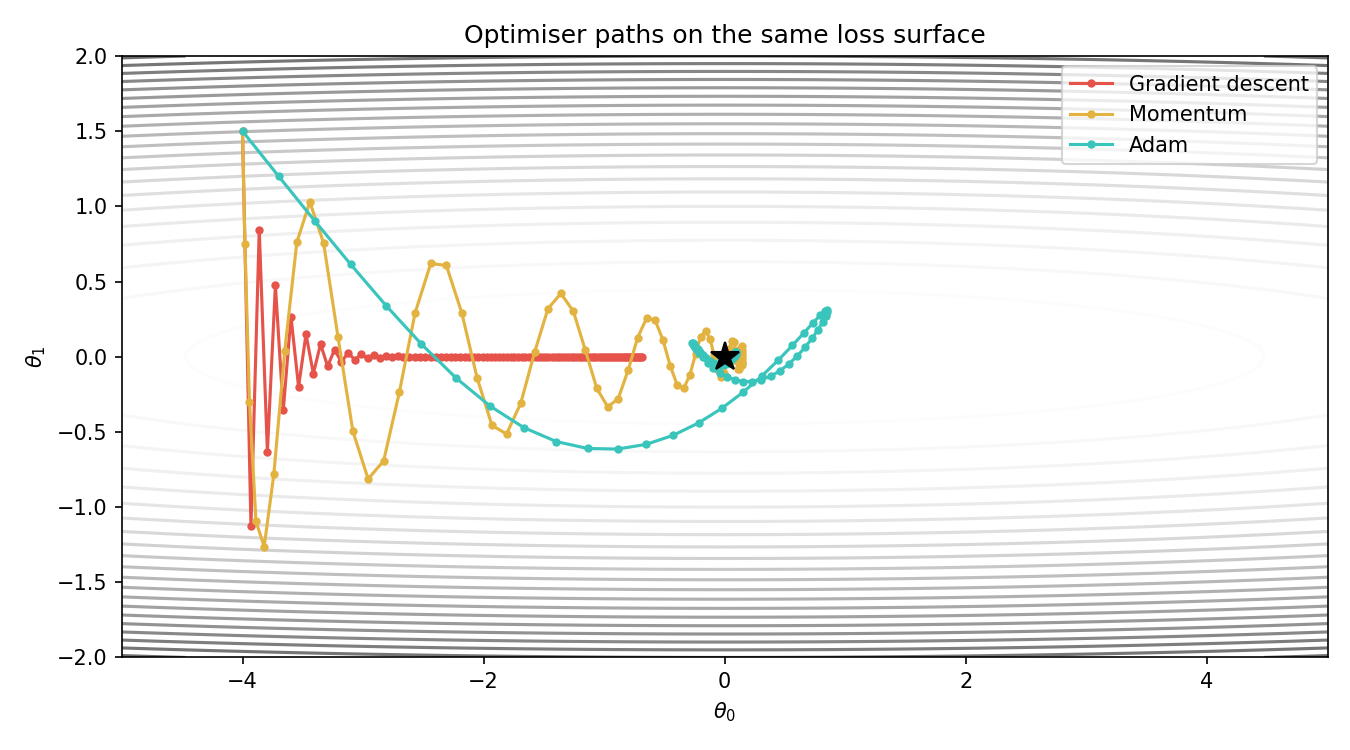 Optimiser paths on the same loss surface
Gradient descent
Momentum
Adam
2.0
1.5
1.0
0.5
0.0
−0.5
−1.0
−1.5
−2.0
θ₁
−4
−2
0
2
4
θ₀